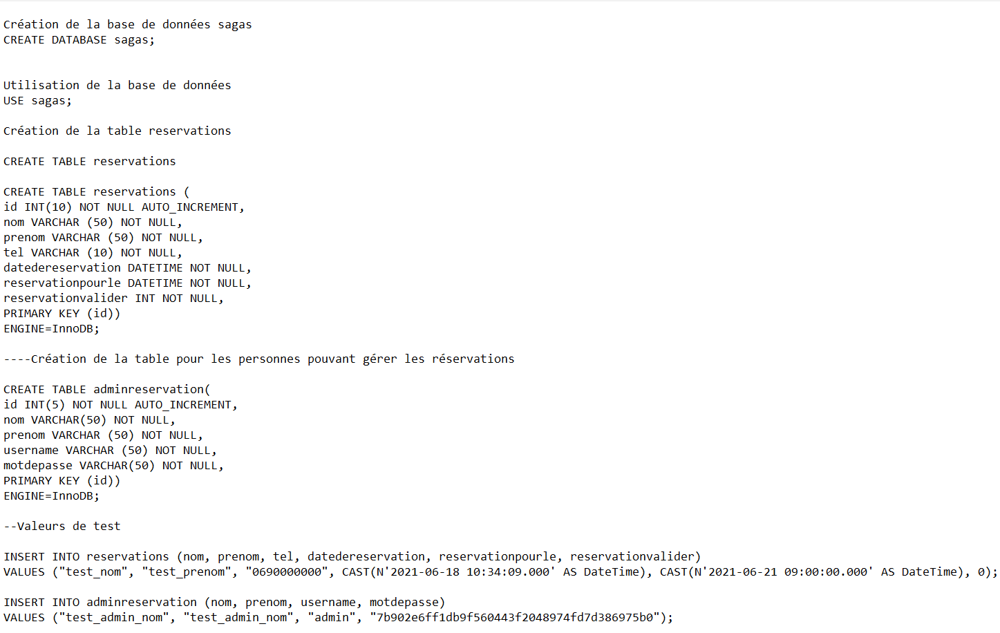 Création de la base de données sagas
CREATE DATABASE sagas;
Utilisation de la base de données
USE sagas;
Création de la table reservations
CREATE TABLE reservations
CREATE TABLE reservations (
id INT(10) NOT NULL AUTO_INCREMENT,
nom VARCHAR (50) NOT NULL,
prenom VARCHAR (50) NOT NULL,
tel VARCHAR (10) NOT NULL,
datedereservation DATETIME NOT NULL,
reservationpourle DATETIME NOT NULL,
reservationvalider INT NOT NULL,
PRIMARY KEY (id))
ENGINE=InnoDB;
----Création de la table pour les personnes pouvant gérer les réservations
CREATE TABLE adminreservation(
id INT(5) NOT NULL AUTO_INCREMENT,
nom VARCHAR(50) NOT NULL,
prenom VARCHAR (50) NOT NULL,
username VARCHAR (50) NOT NULL,
motdepasse VARCHAR(50) NOT NULL,
PRIMARY KEY (id))
ENGINE=InnoDB;
--Valeurs de test
INSERT INTO reservations (nom, prenom, tel, datedereservation, reservationpourle, reservationvalider)
VALUES ("test_nom", "test_prenom", "0690000000", CAST(N'2021-06-18 10:34:09.000' AS DateTime), CAST(N'2021-06-21 09:00:00.000' AS DateTime), 0);
INSERT INTO adminreservation (nom, prenom, username, motdepasse)
VALUES ("test_admin_nom", "test_admin_nom", "admin", "7b902e6ff1db9f560443f2048974fd7d386975b0");